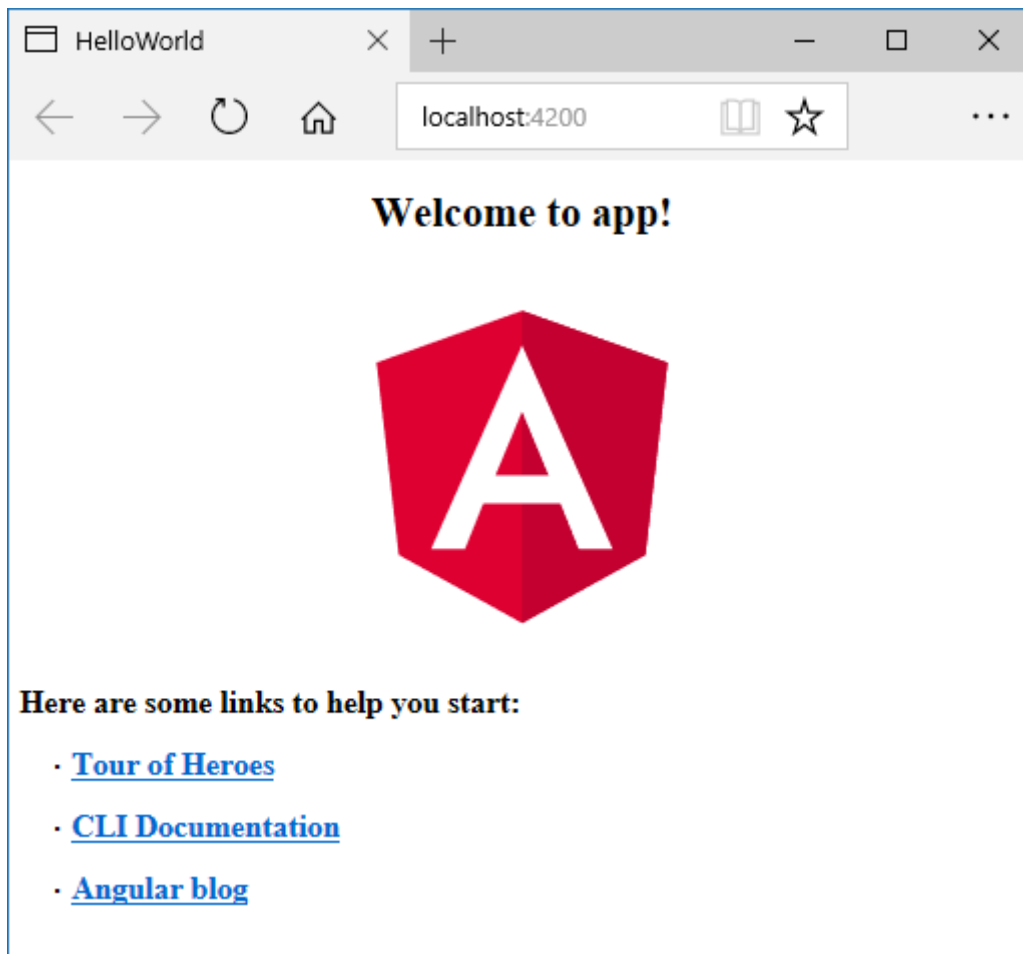 HelloWorld
localhost:4200
Welcome to app!
A
Here are some links to help you start:
· Tour of Heroes
· CLI Documentation
· Angular blog